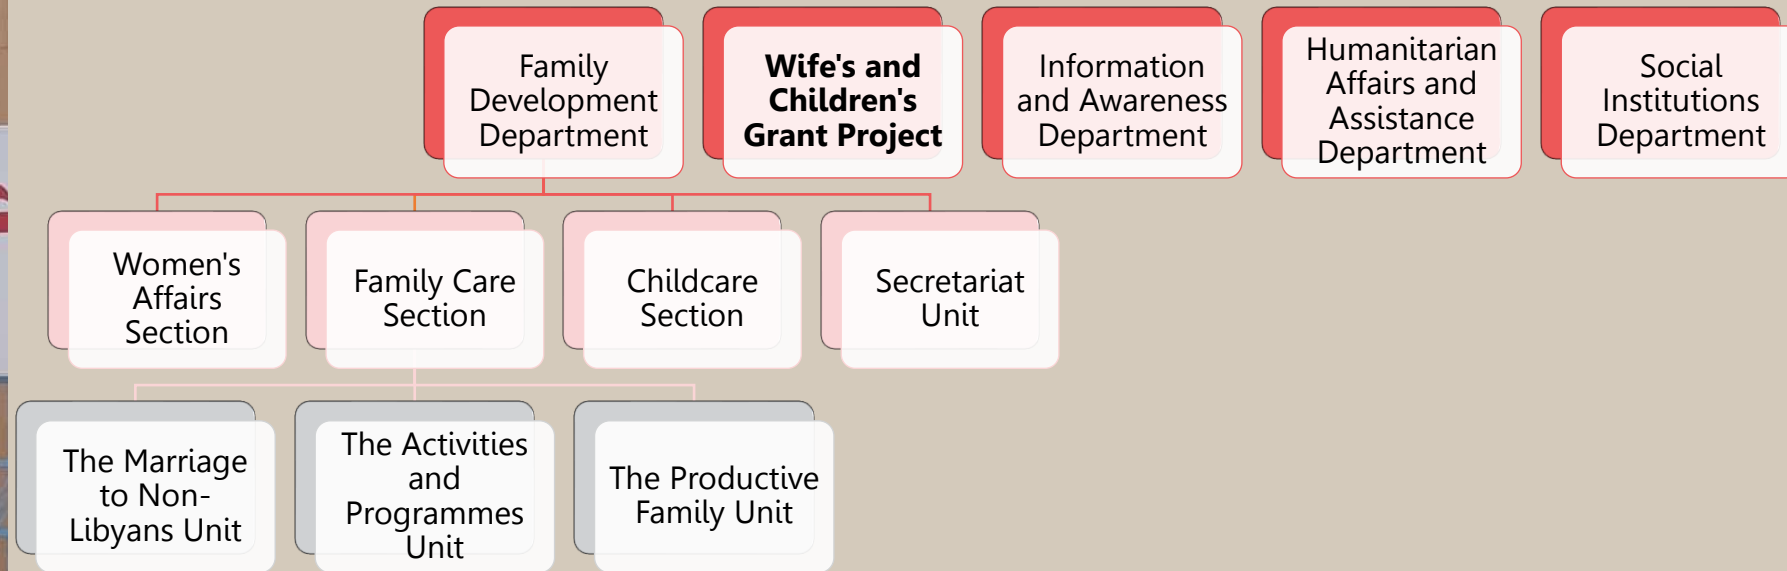 Family
Development
Department
Wife's and
Children's
Grant Project
Information
and Awareness
Department
Humanitarian
Affairs and
Assistance
Department
Social
Institutions
Department
Women's
Affairs
Section
Family Care
Section
Childcare
Section
Secretariat
Unit
The Marriage
to Non-
Libyans Unit
The Activities
and
Programmes
Unit
The Productive
Family Unit